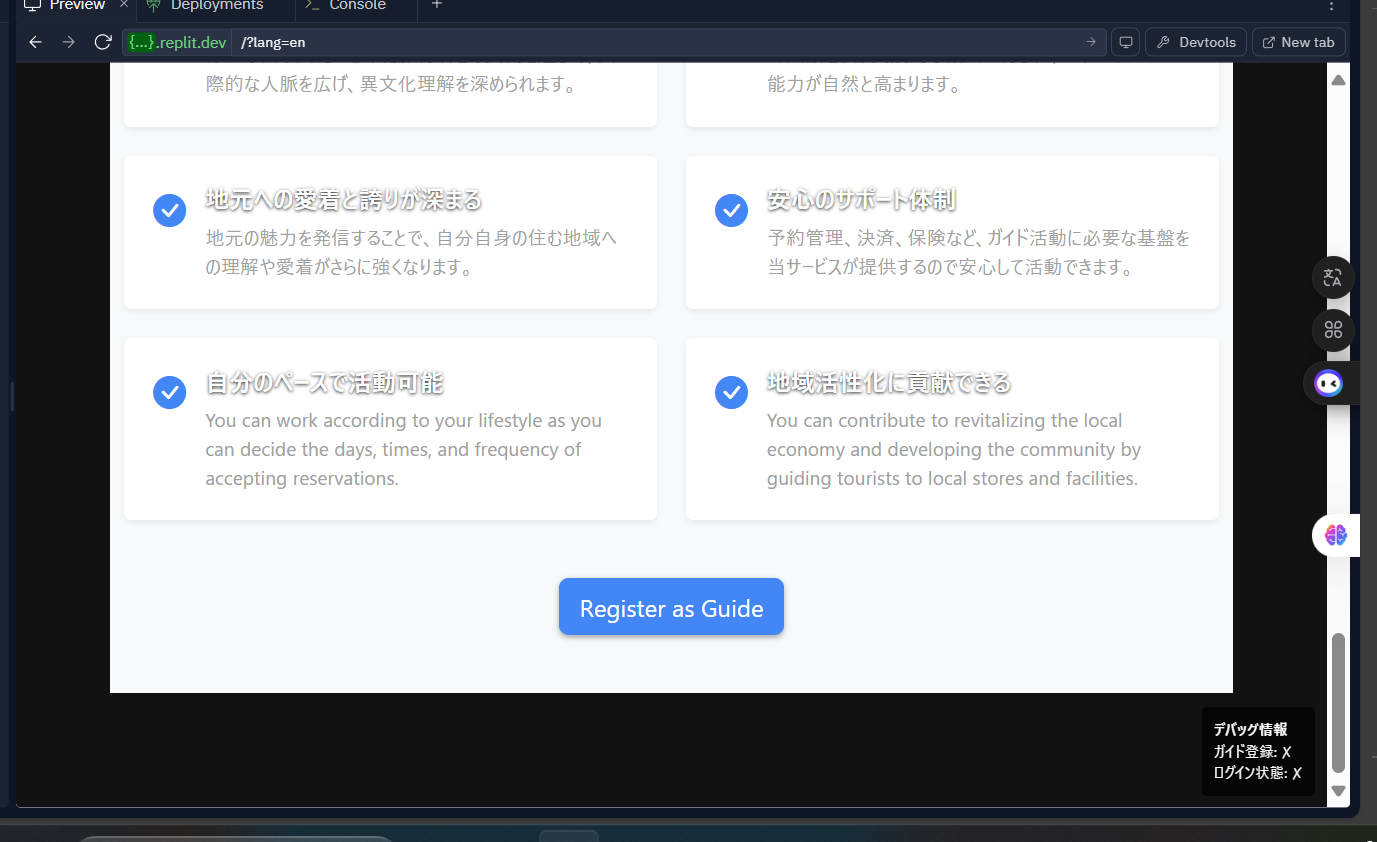 Preview
Deployments
Console
{...}.replit.dev /?lang=en
Devtools
New tab
際的な人脈を広げ、異文化理解を深められます。
能力が自然と高まります。
地元への愛着と誇りが深まる
地元の魅力を発信することで、自分自身の住む地域へ
の理解や愛着がさらに強くなります。
安心のサポート体制
予約管理、決済、保険など、ガイド活動に必要な基盤を
当サービスが提供するので安心して活動できます。
自分のペースで活動可能
You can work according to your lifestyle as you
can decide the days, times, and frequency of
accepting reservations.
地域活性化に貢献できる
You can contribute to revitalizing the local
economy and developing the community by
guiding tourists to local stores and facilities.
Register as Guide
デバッグ情報
ガイド登録: ✗
ログイン状態: ✗